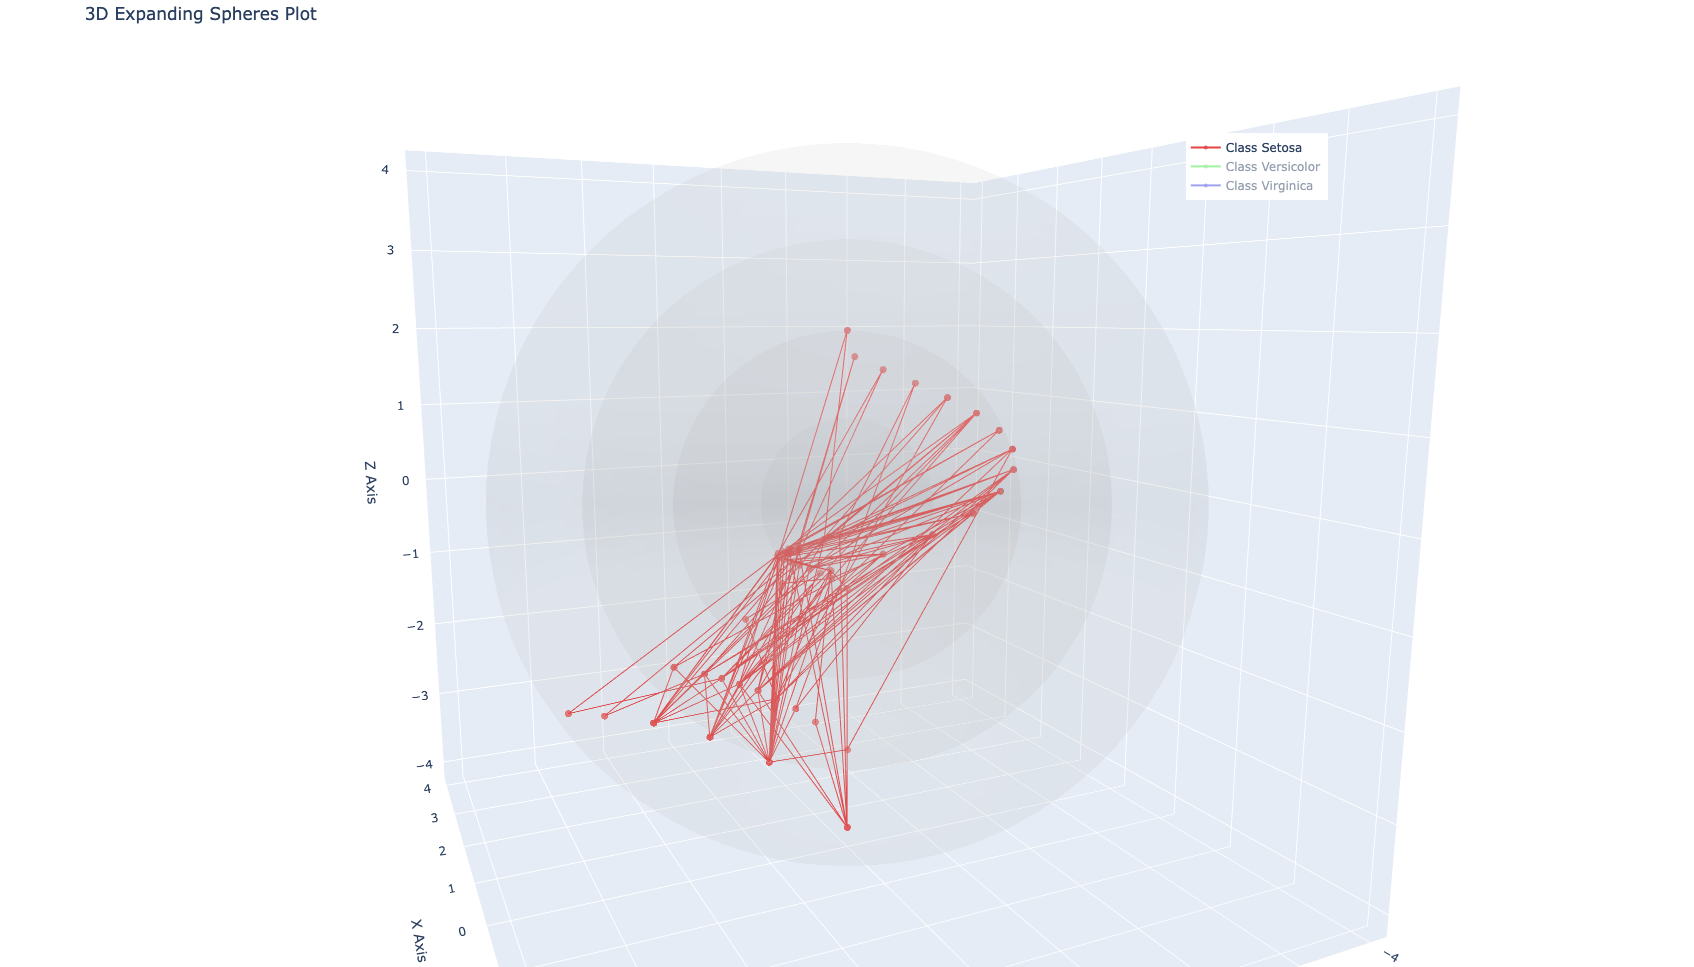 3D Expanding Spheres Plot
Class Setosa
Class Versicolor
Class Virginica
4
3
2
1
0
−1
−2
−3
−4
Z Axis
4
3
2
1
0
X Axis
−4